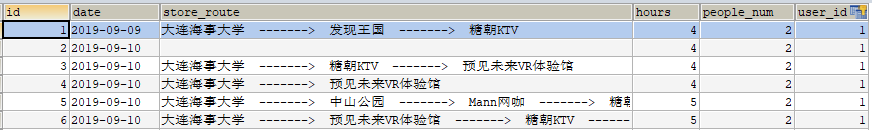 id date store_route hours people_num user_id
1 2019-09-09 大连海事大学 -------> 发现王国 -------> 糖朝KTV 4 2 1
2 2019-09-10 4 2 1
3 2019-09-10 大连海事大学 -------> 糖朝KTV -------> 预见未来VR体验馆 4 2 1
4 2019-09-10 大连海事大学 -------> 预见未来VR体验馆 4 2 1
5 2019-09-10 大连海事大学 -------> 中山公园 -------> Mann网咖 -------> 糖朝 5 2 1
6 2019-09-10 大连海事大学 -------> 预见未来VR体验馆 -------> 糖朝KTV ------ 5 2 1